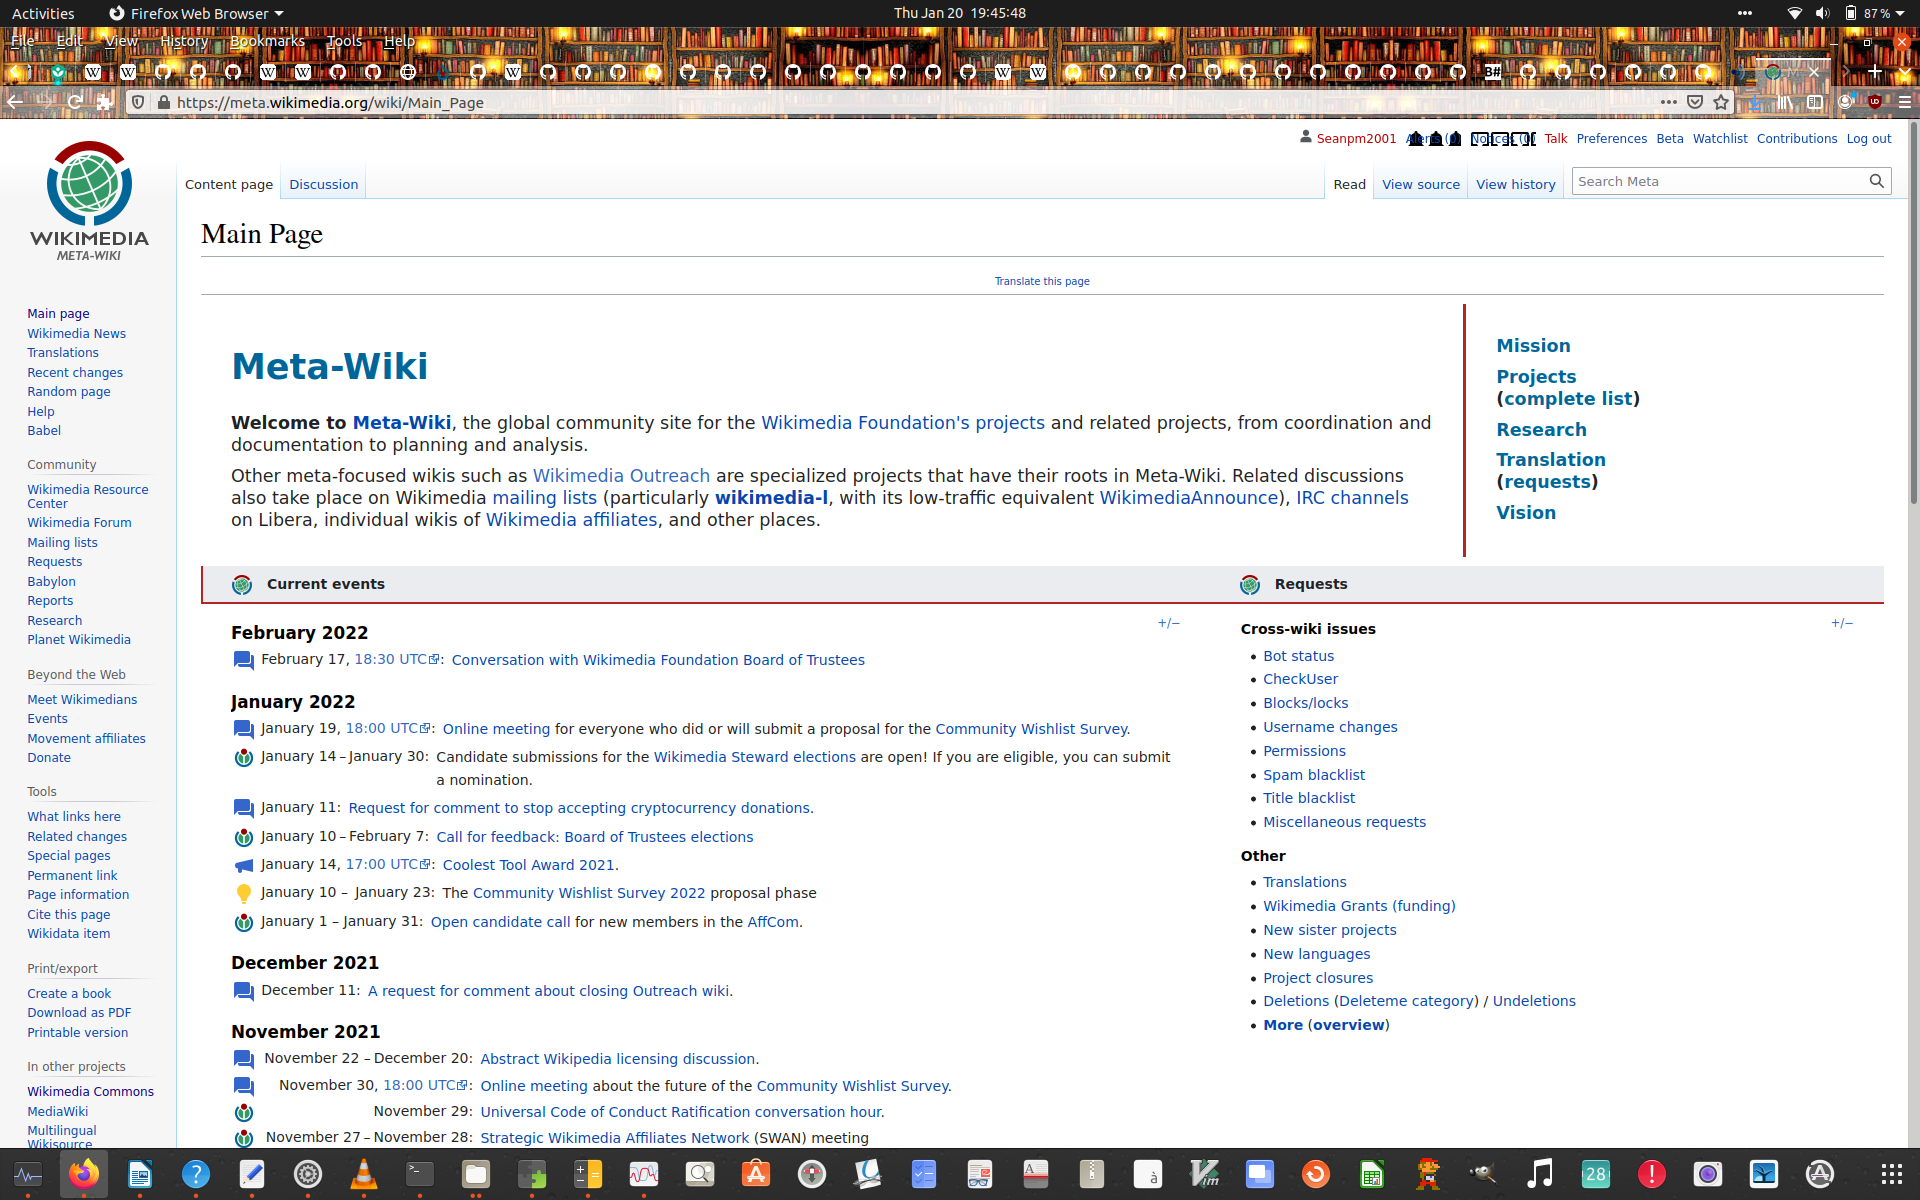 Activities Firefox Web Browser Thu Jan 20 19:45:48 87%
File Edit View History Bookmarks Tools Help
https://meta.wikimedia.org/wiki/Main_Page
Seanpm2001 Alerts (0) Notices (0) Talk Preferences Beta Watchlist Contributions Log out
Content page Discussion Read View source View history Search Meta
WIKIMEDIA
META-WIKI
Main page
Wikimedia News
Translations
Recent changes
Random page
Help
Babel
Community
Wikimedia Resource
Center
Wikimedia Forum
Mailing lists
Requests
Babylon
Reports
Research
Planet Wikimedia
Beyond the Web
Meet Wikimedians
Events
Movement affiliates
Donate
Tools
What links here
Related changes
Special pages
Permanent link
Page information
Cite this page
Wikidata item
Print/export
Create a book
Download as PDF
Printable version
In other projects
Wikimedia Commons
MediaWiki
Multilingual
Wikisource
Main Page
Translate this page
Meta-Wiki
Welcome to Meta-Wiki, the global community site for the Wikimedia Foundation's projects and related projects, from coordination and
documentation to planning and analysis.
Other meta-focused wikis such as Wikimedia Outreach are specialized projects that have their roots in Meta-Wiki. Related discussions
also take place on Wikimedia mailing lists (particularly wikimedia-l, with its low-traffic equivalent WikimediaAnnounce), IRC channels
on Libera, individual wikis of Wikimedia affiliates, and other places.
Mission
Projects
(complete list)
Research
Translation
(requests)
Vision
Current events
+/−
February 2022
February 17, 18:30 UTC: Conversation with Wikimedia Foundation Board of Trustees
January 2022
January 19, 18:00 UTC: Online meeting for everyone who did or will submit a proposal for the Community Wishlist Survey.
January 14 – January 30: Candidate submissions for the Wikimedia Steward elections are open! If you are eligible, you can submit
a nomination.
January 11: Request for comment to stop accepting cryptocurrency donations.
January 10 – February 7: Call for feedback: Board of Trustees elections
January 14, 17:00 UTC: Coolest Tool Award 2021.
January 10 – January 23: The Community Wishlist Survey 2022 proposal phase
January 1 – January 31: Open candidate call for new members in the AffCom.
December 2021
December 11: A request for comment about closing Outreach wiki.
November 2021
November 22 – December 20: Abstract Wikipedia licensing discussion.
November 30, 18:00 UTC: Online meeting about the future of the Community Wishlist Survey.
November 29: Universal Code of Conduct Ratification conversation hour.
November 27 – November 28: Strategic Wikimedia Affiliates Network (SWAN) meeting
Requests
+/−
Cross-wiki issues
Bot status
CheckUser
Blocks/locks
Username changes
Permissions
Spam blacklist
Title blacklist
Miscellaneous requests
Other
Translations
Wikimedia Grants (funding)
New sister projects
New languages
Project closures
Deletions (Deleteme category) / Undeletions
More (overview)
28